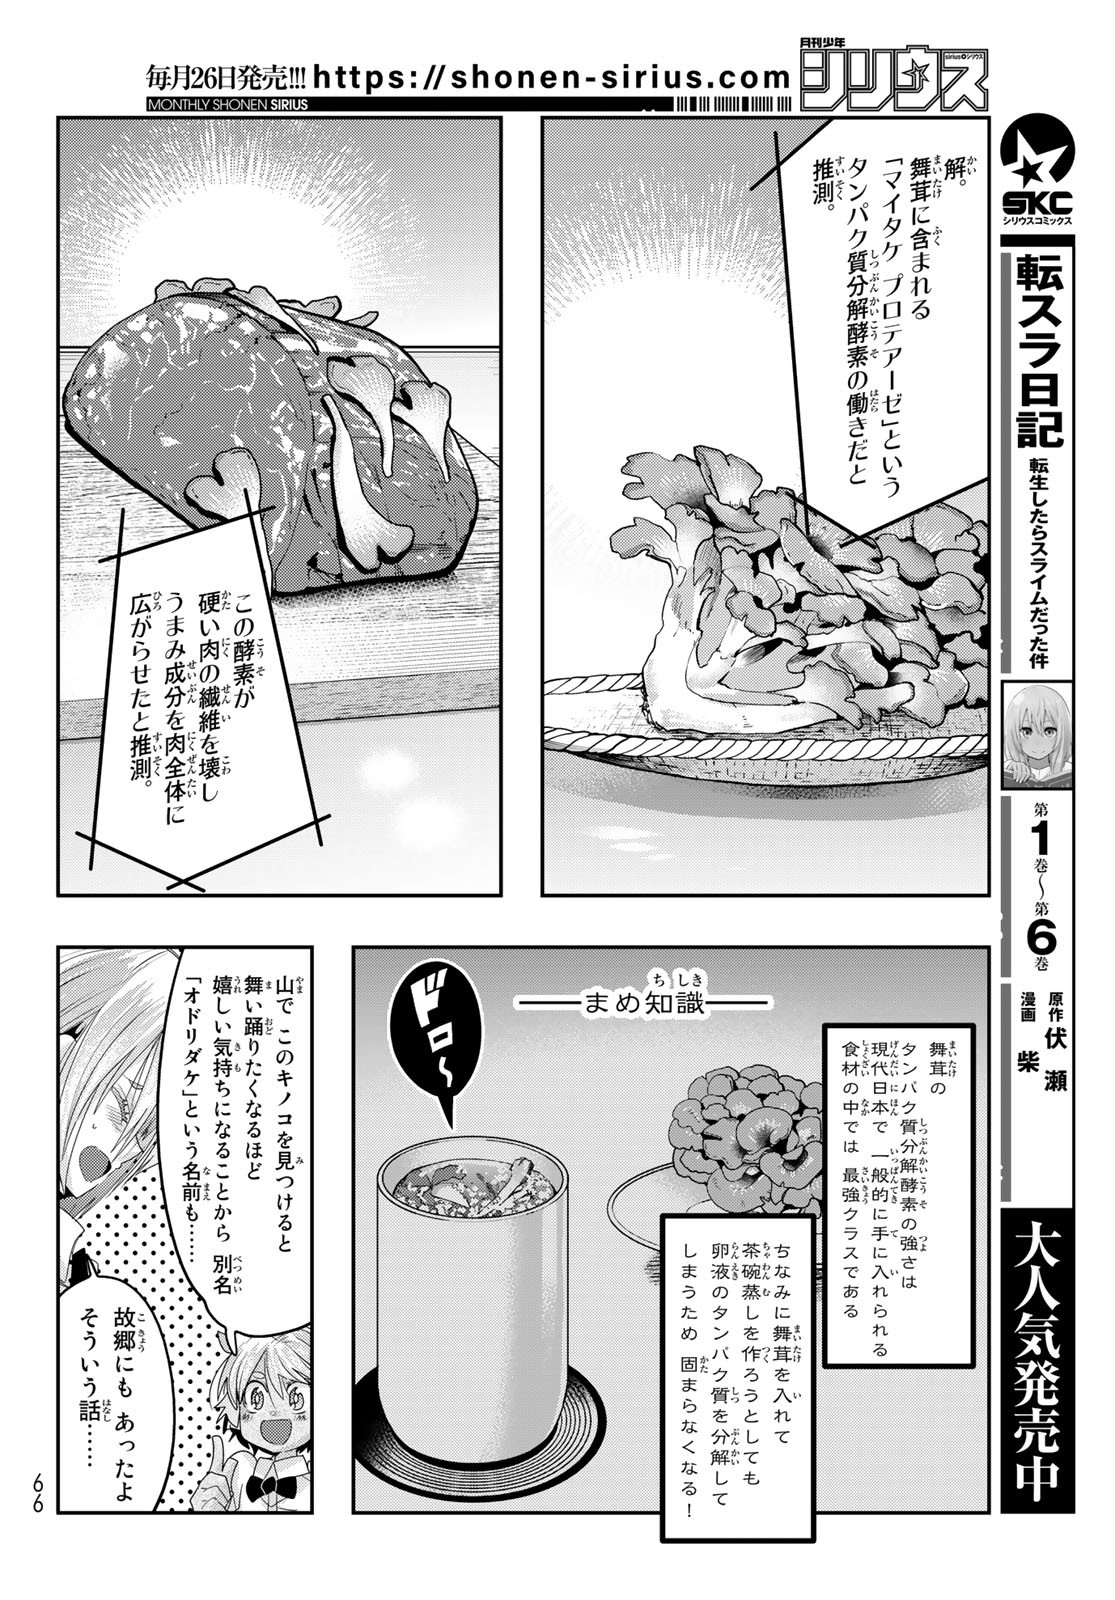 毎月26日発売!!!
https://shonen-sirius.com
MONTHLY SHONEN SIRIUS
月刊少年
シリウス
sirius●シリウス
SKC
シリウスコミックス
転スラ日記
転生したらスライムだった件
第1巻〜第6巻
原作 伏瀬
漫画 柴
大人気発売中
解。
舞茸に含まれる
「マイタケ プロテアーゼ」という
タンパク質分解酵素の働きだと
推測。
この酵素が
硬い肉の繊維を壊し
うまみ成分を肉全体に
広がらせたと推測。
まめ知識
舞茸の
タンパク質分解酵素の強さは
現代日本で 一般的に手に入れられる
食材の中では 最強クラスである
ちなみに舞茸を入れて
茶碗蒸しを作ろうとしても
卵液のタンパク質を分解して
しまうため 固まらなくなる！
ドロ〜
山で このキノコを見つけると
舞い踊りたくなるほど
嬉しい気持ちになることから 別名
「オドリダケ」という名前も……
故郷にも あったよ
そういう話……
66